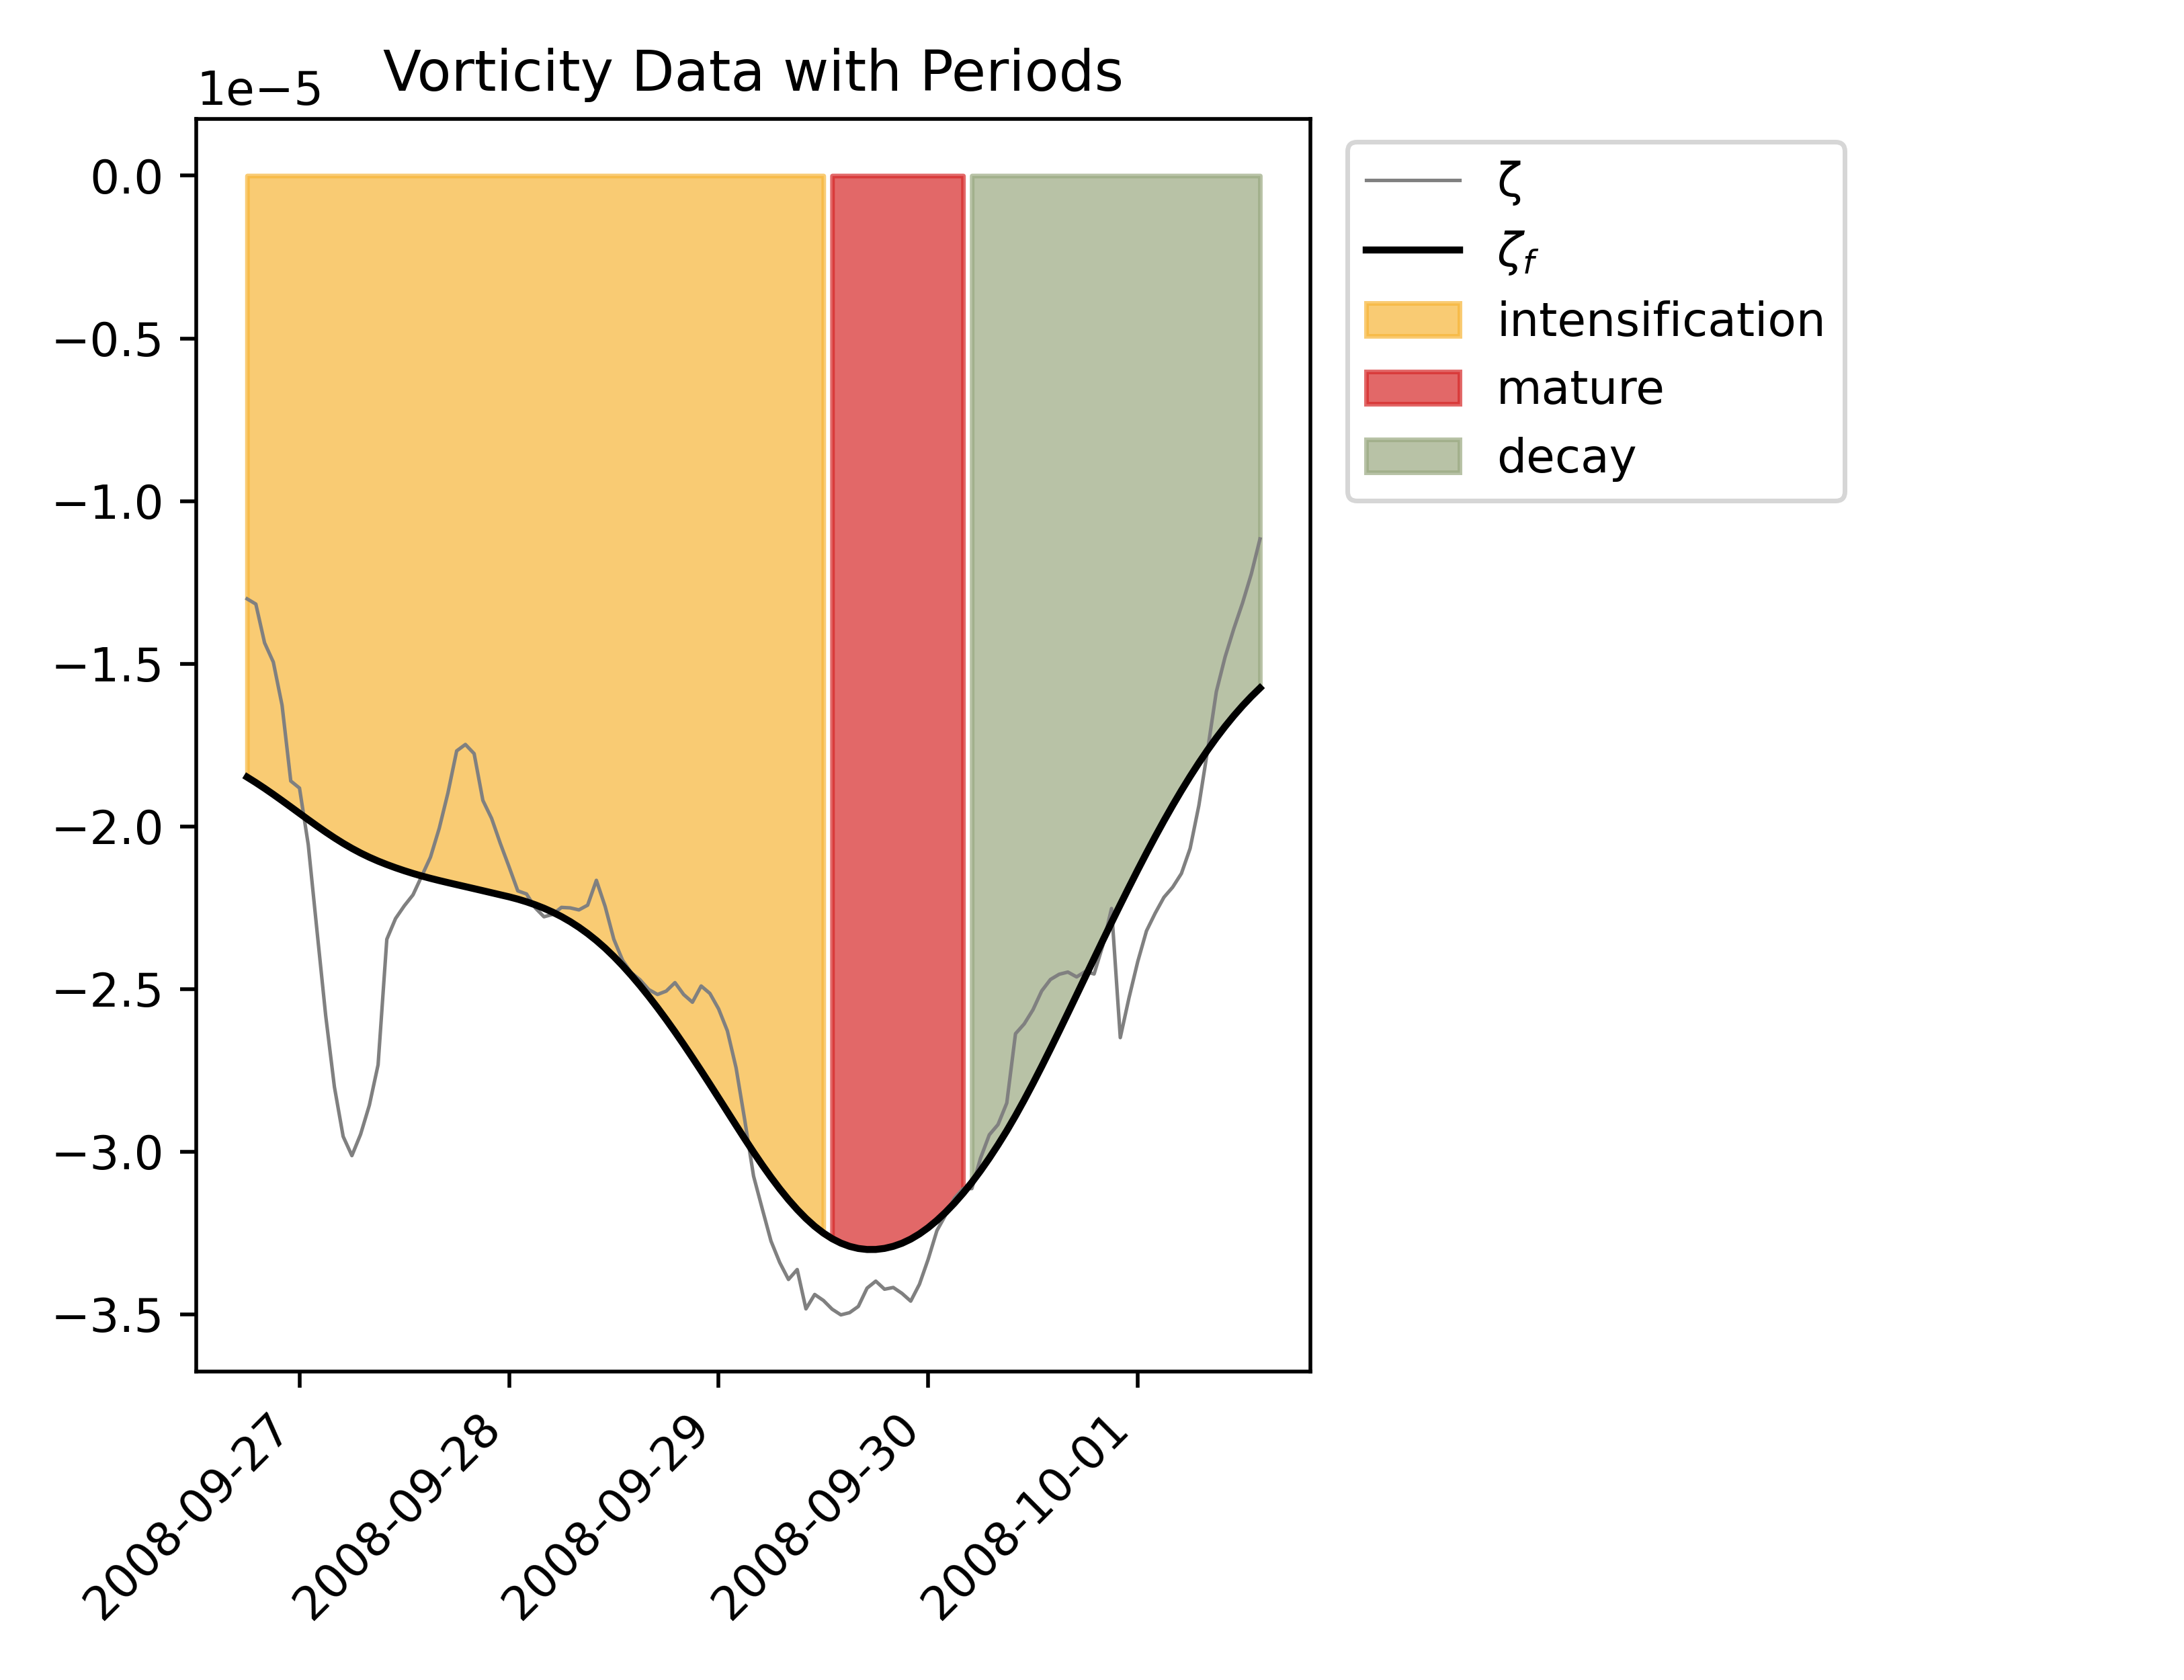 Vorticity Data with Periods
1e−5
0.0
−0.5
−1.0
−1.5
−2.0
−2.5
−3.0
−3.5
2008-09-27
2008-09-28
2008-09-29
2008-09-30
2008-10-01
ζ
ζf
intensification
mature
decay